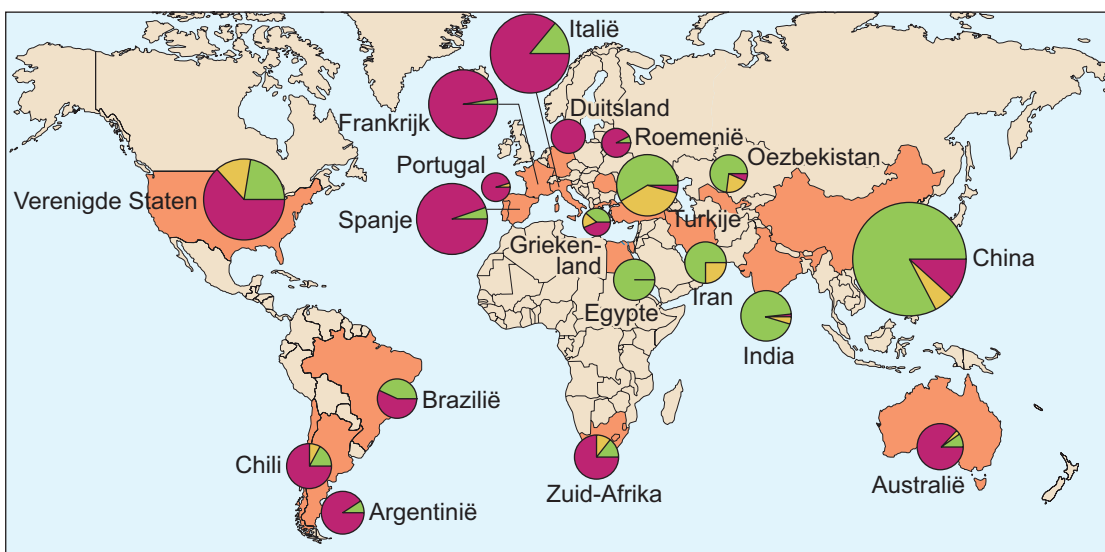 Italië
Frankrijk
Duitsland
Roemenië
Oezbekistan
Portugal
Verenigde Staten
Spanje
Turkije
Grieken-
land
China
Iran
Egypte
India
Brazilië
Chili
Zuid-Afrika
Australië
Argentinië